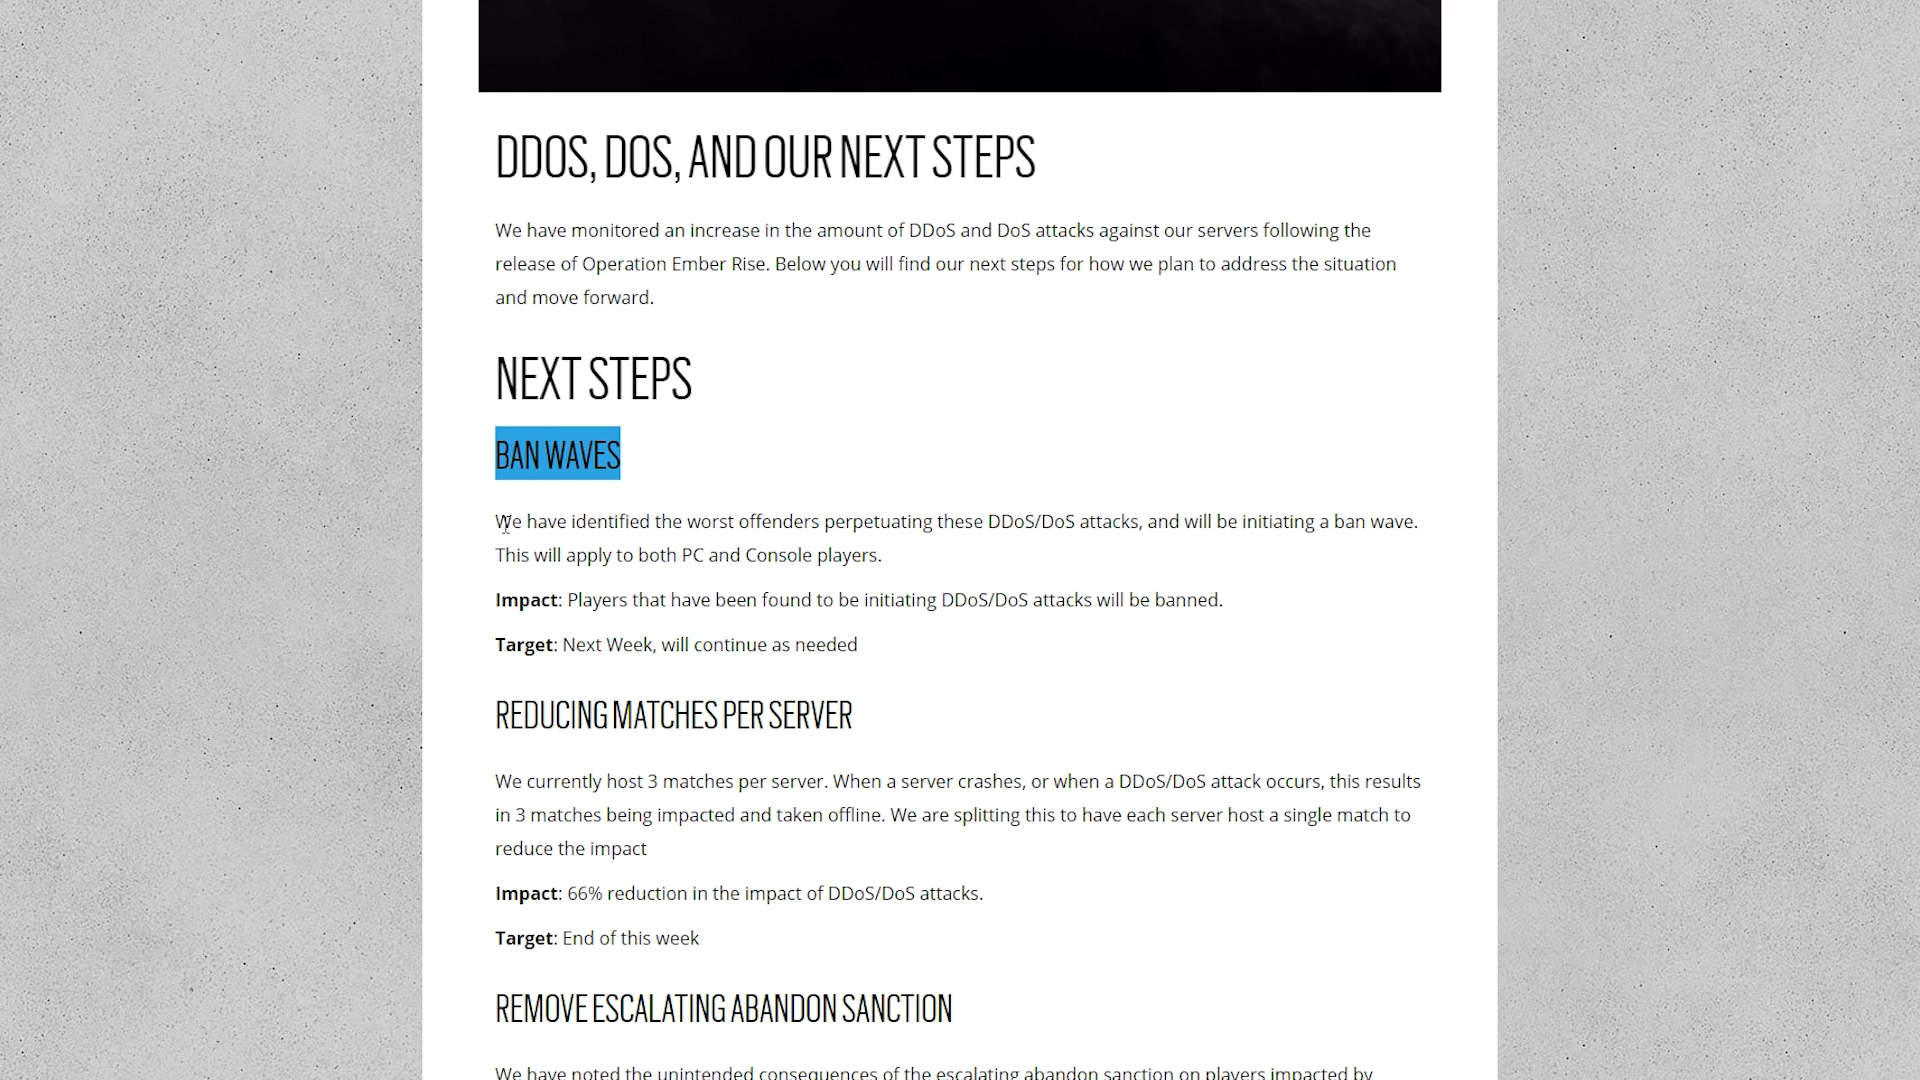 DDOS, DOS, AND OUR NEXT STEPS
We have monitored an increase in the amount of DDoS and DoS attacks against our servers following the
release of Operation Ember Rise. Below you will find our next steps for how we plan to address the situation
and move forward.
NEXT STEPS
BAN WAVES
We have identified the worst offenders perpetuating these DDoS/DoS attacks, and will be initiating a ban wave.
This will apply to both PC and Console players.
Impact: Players that have been found to be initiating DDoS/DoS attacks will be banned.
Target: Next Week, will continue as needed
REDUCING MATCHES PER SERVER
We currently host 3 matches per server. When a server crashes, or when a DDoS/DoS attack occurs, this results
in 3 matches being impacted and taken offline. We are splitting this to have each server host a single match to
reduce the impact
Impact: 66% reduction in the impact of DDoS/DoS attacks.
Target: End of this week
REMOVE ESCALATING ABANDON SANCTION
We have noted the unintended consequences of the escalating abandon sanction on players impacted by